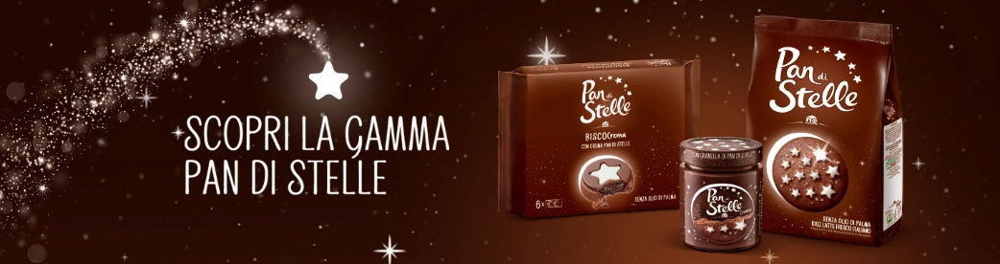 SCOPRI LA GAMMA
PAN DI STELLE
Pan di
Stelle
BISCOCrema
CON CREMA PAN DI STELLE
6x
SENZA OLIO DI PALMA
CON GRANELLA DI PAN DI STELLE
Pan di
Stelle
Crema
Pan di
Stelle
SENZA OLIO DI PALMA
100% LATTE FRESCO ITALIANO